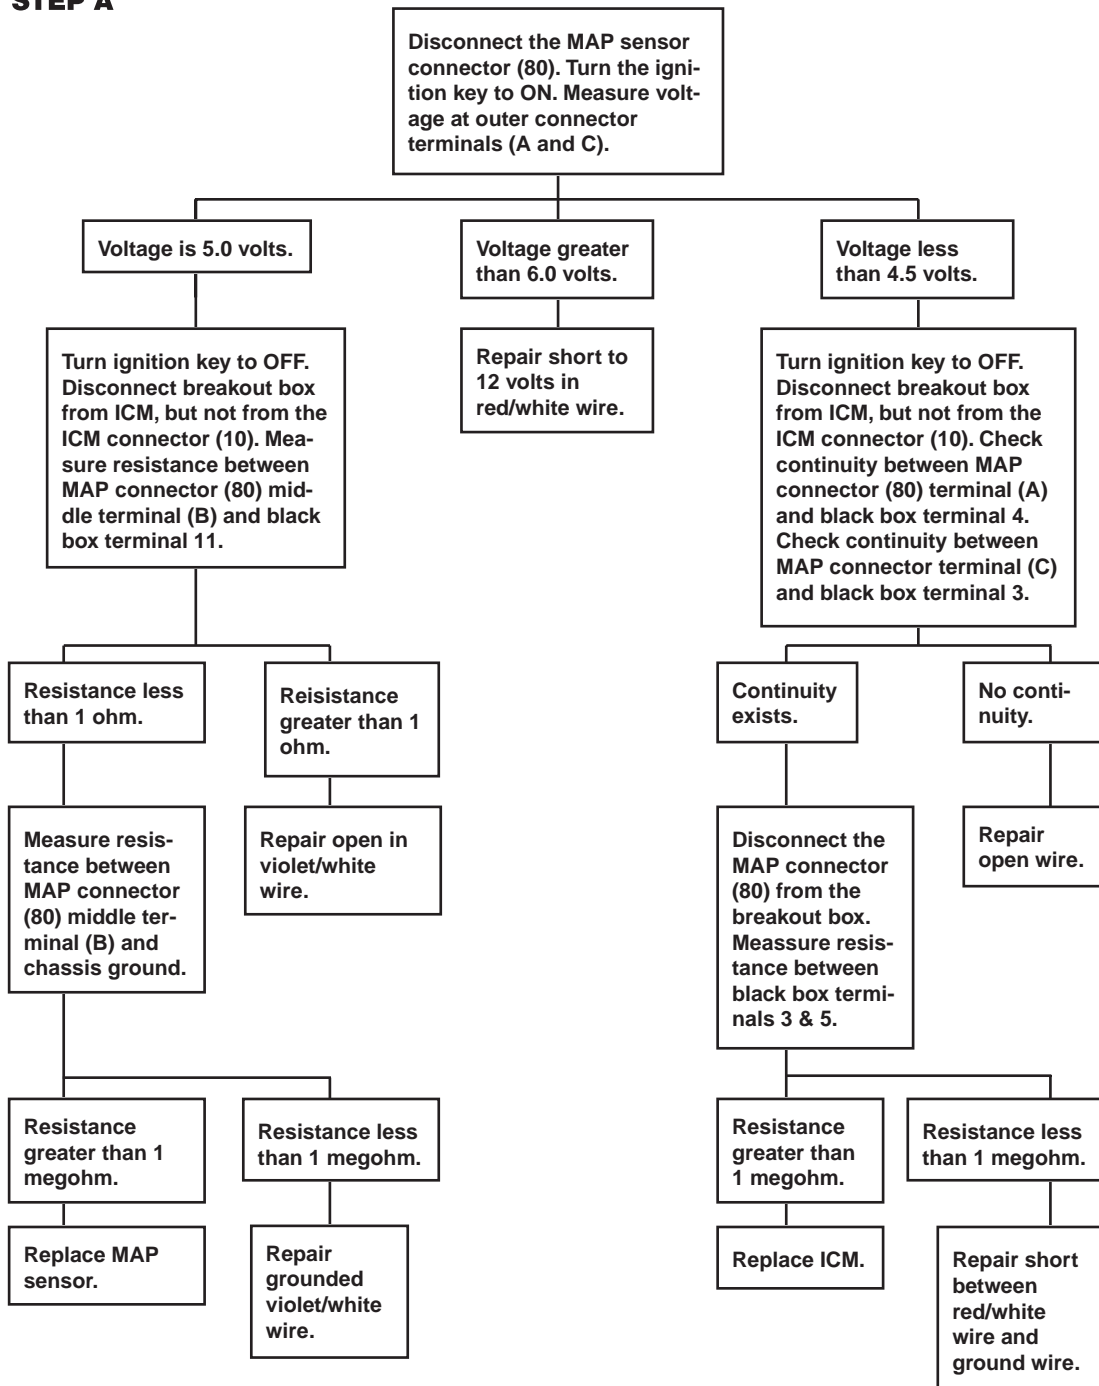 STEP A
Disconnect the MAP sensor
connector (80). Turn the igni-
tion key to ON. Measure volt-
age at outer connector
terminals (A and C).
Voltage is 5.0 volts.
Voltage greater
than 6.0 volts.
Voltage less
than 4.5 volts.
Turn ignition key to OFF.
Disconnect breakout box
from ICM, but not from the
ICM connector (10). Mea-
sure resistance between
MAP connector (80) mid-
dle terminal (B) and black
box terminal 11.
Repair short to
12 volts in
red/white wire.
Turn ignition key to OFF.
Disconnect breakout box
from ICM, but not from the
ICM connector (10). Check
continuity between MAP
connector (80) terminal (A)
and black box terminal 4.
Check continuity between
MAP connector terminal (C)
and black box terminal 3.
Resistance less
than 1 ohm.
Reisistance
greater than 1
ohm.
Continuity
exists.
No conti-
nuity.
Measure resis-
tance between
MAP connector
(80) middle ter-
minal (B) and
chassis ground.
Repair open in
violet/white
wire.
Disconnect the
MAP connector
(80) from the
breakout box.
Meassure resis-
tance between
black box termi-
nals 3 & 5.
Repair
open wire.
Resistance
greater than 1
megohm.
Resistance less
than 1 megohm.
Resistance
greater than
1 megohm.
Resistance less
than 1 megohm.
Replace MAP
sensor.
Repair
grounded
violet/white
wire.
Replace ICM.
Repair short
between
red/white
wire and
ground wire.